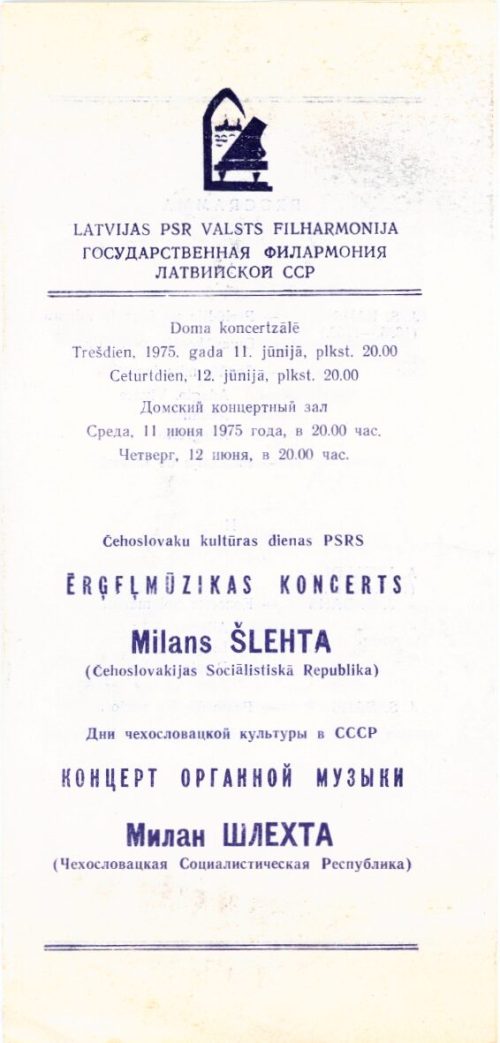 LATVIJAS PSR VALSTS FILHARMONIJA
ГОСУДАРСТВЕННАЯ ФИЛАРМОНИЯ
ЛАТВИЙСКОЙ ССР
Doma koncertzālē
Trešdien, 1975. gada 11. jūnijā, plkst. 20.00
Ceturtdien, 12. jūnijā, plkst. 20.00
Домский концертный зал
Среда, 11 июня 1975 года, в 20.00 час.
Четверг, 12 июня, в 20.00 час.
Čehoslovaku kultūras dienas PSRS
ĒRĢEĻMŪZIKAS KONCERTS
Milans ŠLEHTA
(Čehoslovakijas Sociālistiskā Republika)
Дни чехословацкой культуры в СССР
КОНЦЕРТ ОРГАННОЙ МУЗЫКИ
Милан ШЛЕХТА
(Чехословацкая Социалистическая Республика)